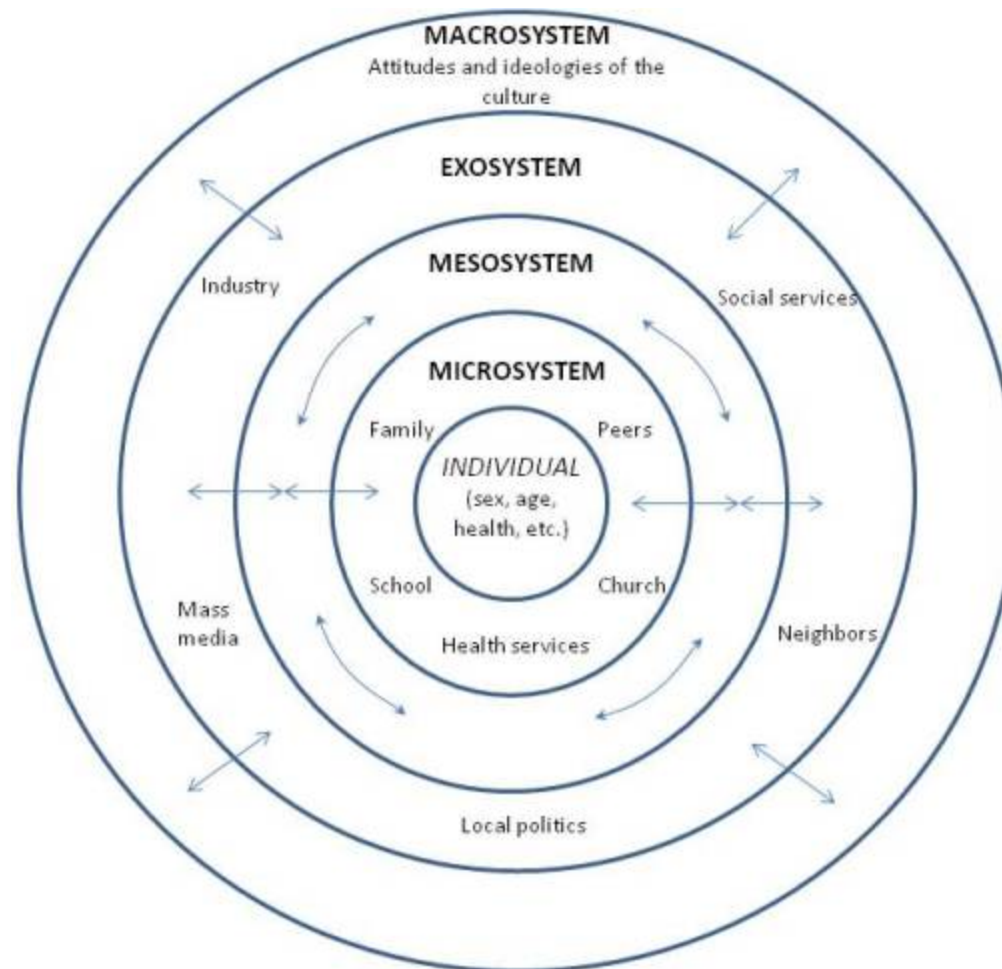 MACROSYSTEM
Attitudes and ideologies of the
culture
EXOSYSTEM
MESOSYSTEM
Industry
Social services
MICROSYSTEM
Family
Peers
INDIVIDUAL
(sex, age,
health, etc.)
School
Church
Mass
media
Neighbors
Health services
Local politics